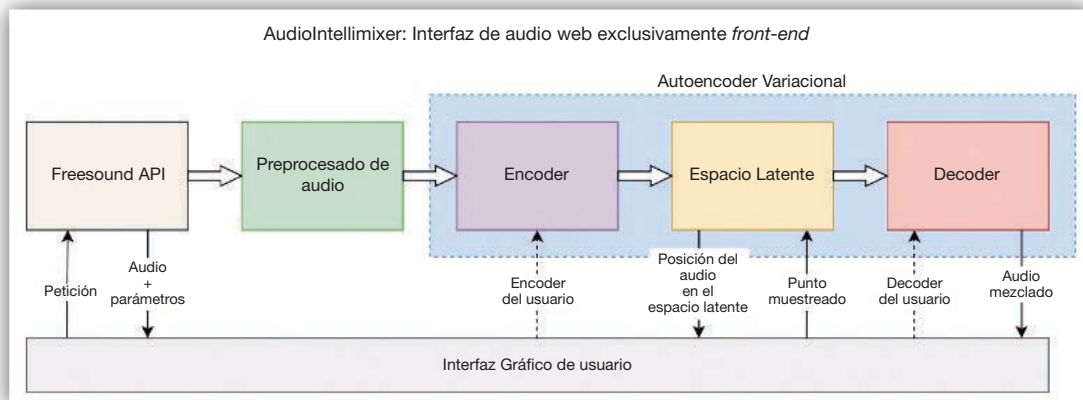 AudioIntellimixer: Interfaz de audio web exclusivamente front-end
Autoencoder Variacional
Freesound API
Preprocesado de
audio
Encoder
Espacio Latente
Decoder
Petición
Audio
+
parámetros
Encoder
del usuario
Posición del
audio
en el
espacio latente
Punto
muestreado
Decoder
del usuario
Audio
mezclado
Interfaz Gráfico de usuario